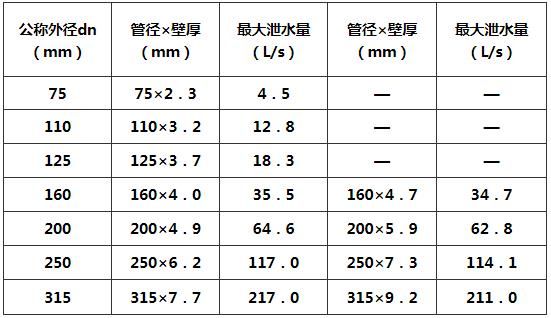 公称外径dn（mm） 管径×壁厚（mm） 最大泄水量（L/s） 管径×壁厚（mm） 最大泄水量（L/s）
75 75×2．3 4．5 — —
110 110×3．2 12．8 — —
125 125×3．7 18．3 — —
160 160×4．0 35．5 160×4．7 34．7
200 200×4．9 64．6 200×5．9 62．8
250 250×6．2 117．0 250×7．3 114．1
315 315×7．7 217．0 315×9．2 211．0